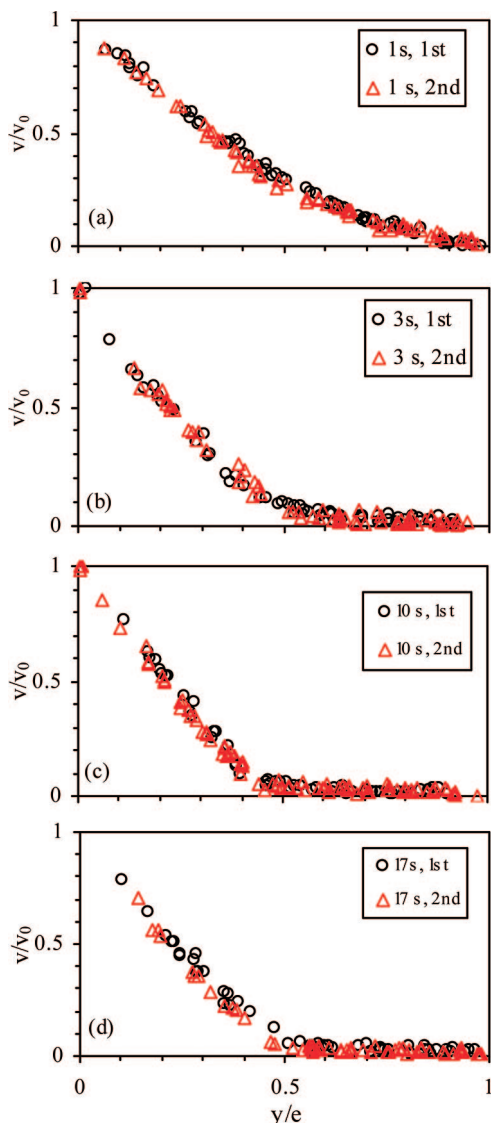 1
1s, 1st
1 s, 2nd
v/v0
0.5
(a)
0
1
3s, 1st
3 s, 2nd
v/v0
0.5
(b)
0
1
10 s, 1st
10 s, 2nd
v/v0
0.5
(c)
0
1
17s, 1st
17 s, 2nd
v/v0
0.5
(d)
0
0 0.5 1
y/e